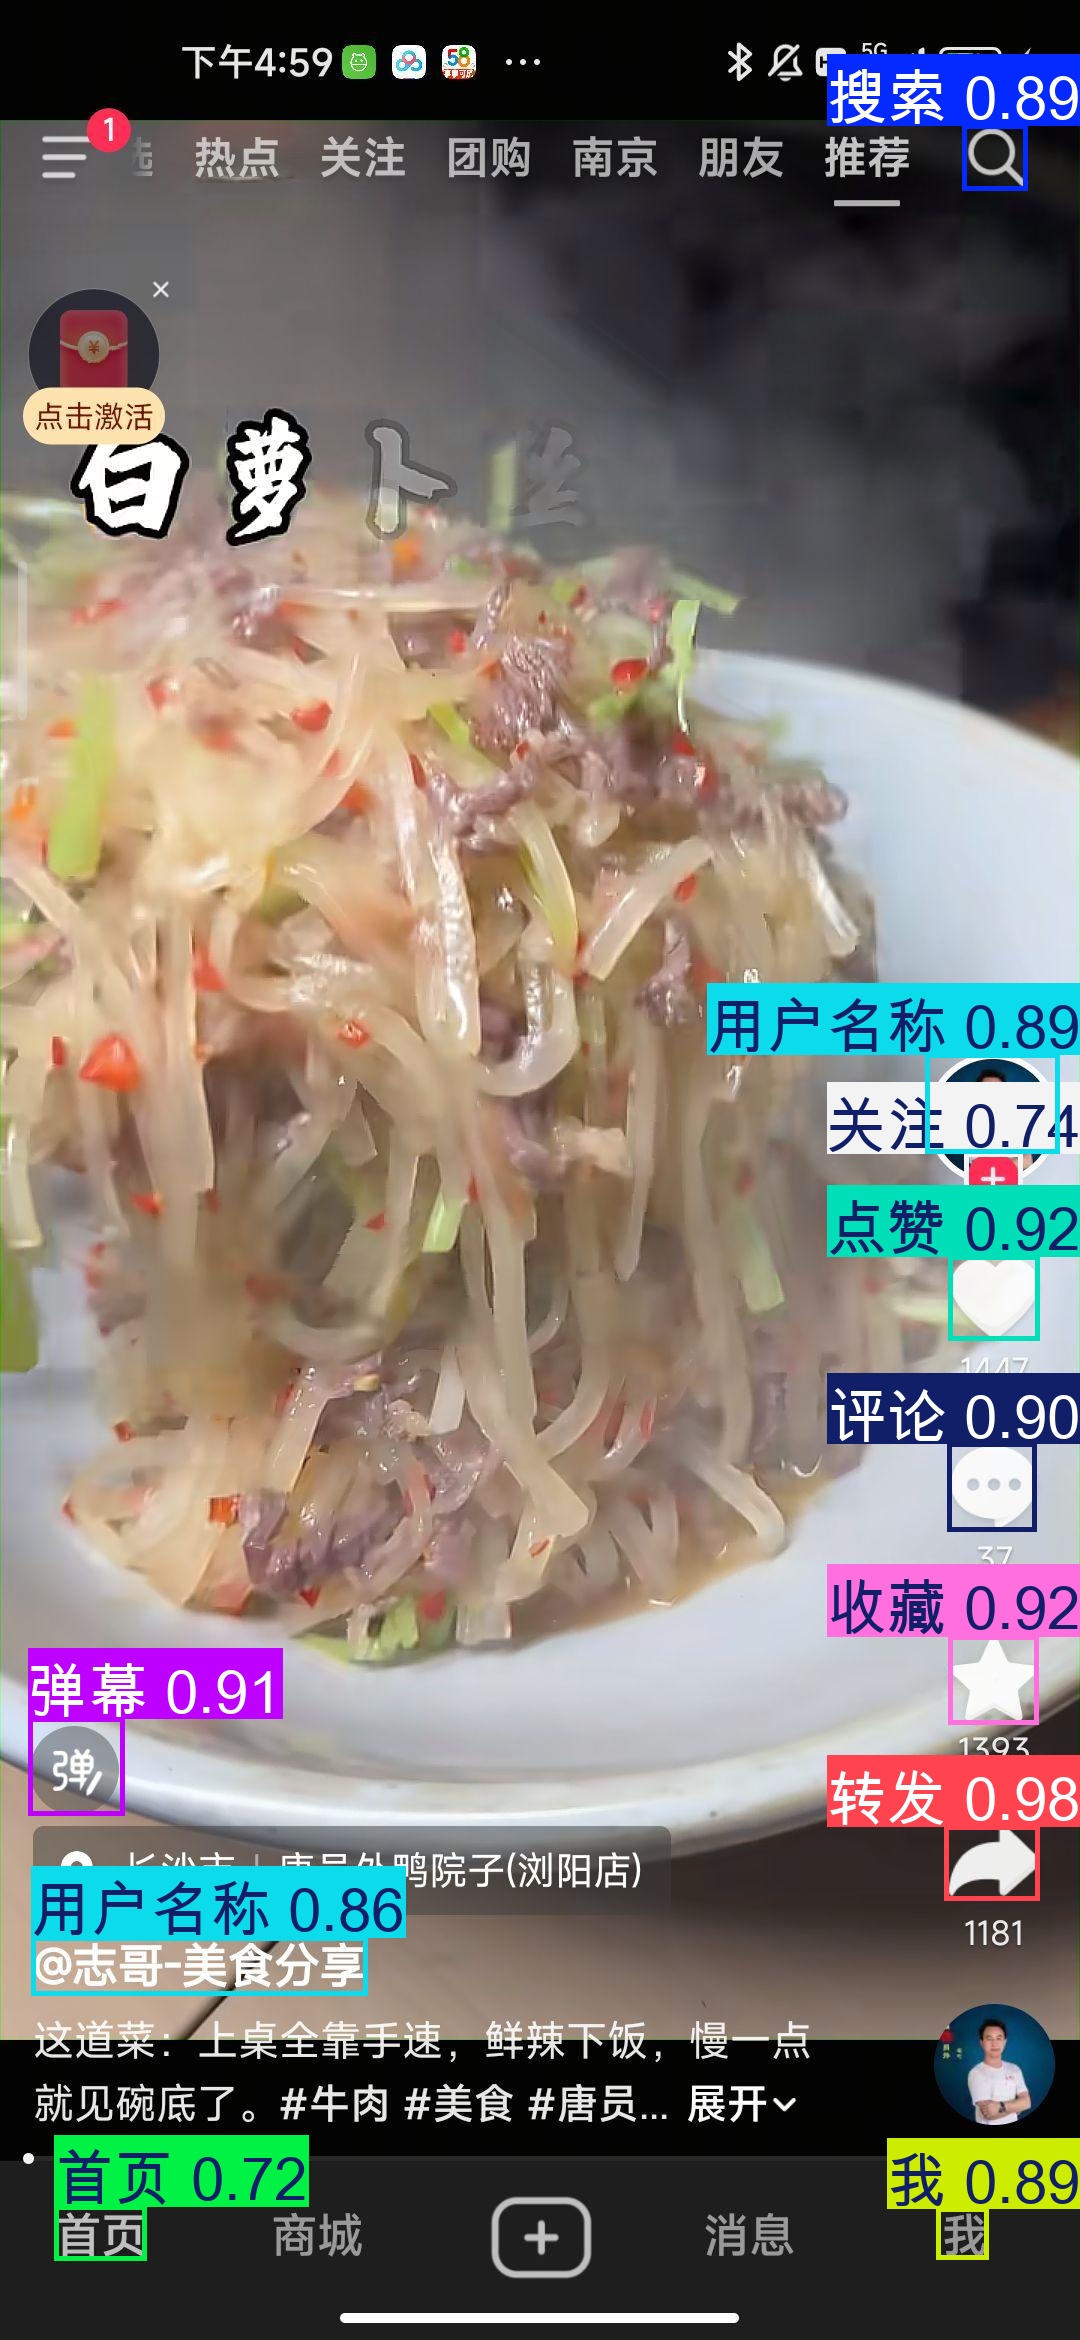 下午4:59
58
5G
搜索 0.89
1
热点 关注 团购 南京 朋友 推荐
点击激活
白萝卜丝
用户名称 0.89
关注 0.74
点赞 0.92
1447
评论 0.90
37
收藏 0.92
1393
弹幕 0.91
弹
转发 0.98
1181
鸭院子(浏阳店)
用户名称 0.86
@志哥-美食分享
这道菜：上桌全靠手速，鲜辣下饭，慢一点
就见碗底了。#牛肉 #美食 #唐员... 展开
首页 0.72
我 0.89
首页 商城 消息 我